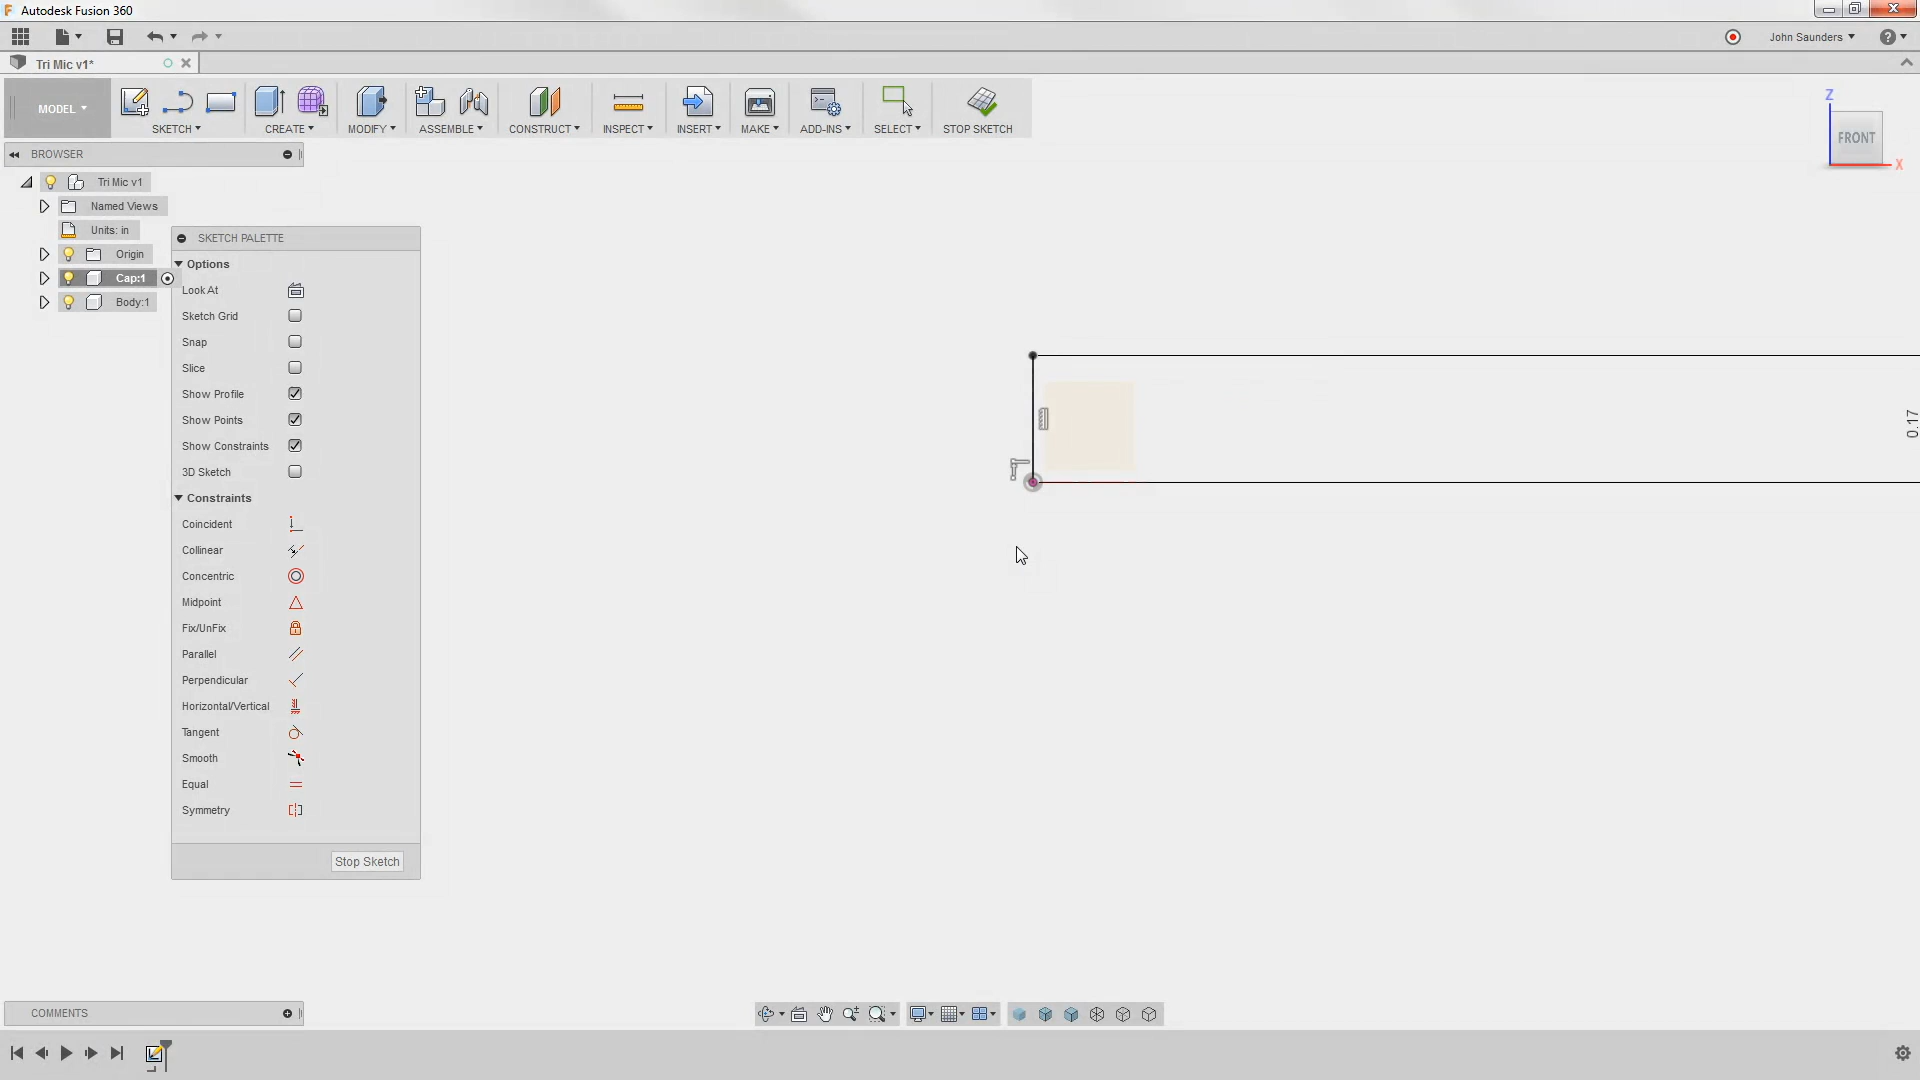 Autodesk Fusion 360
John Saunders
Tri Mic v1*
MODEL
SKETCH
CREATE
MODIFY
ASSEMBLE
CONSTRUCT
INSPECT
INSERT
MAKE
ADD-INS
SELECT
STOP SKETCH
Z
FRONT
X
BROWSER
Tri Mic v1
Named Views
Units: in
Origin
Cap:1
Body:1
SKETCH PALETTE
Options
Look At
Sketch Grid
Snap
Slice
Show Profile
Show Points
Show Constraints
3D Sketch
Constraints
Coincident
Collinear
Concentric
Midpoint
Fix/UnFix
Parallel
Perpendicular
Horizontal/Vertical
Tangent
Smooth
Equal
Symmetry
Stop Sketch
0.17
COMMENTS